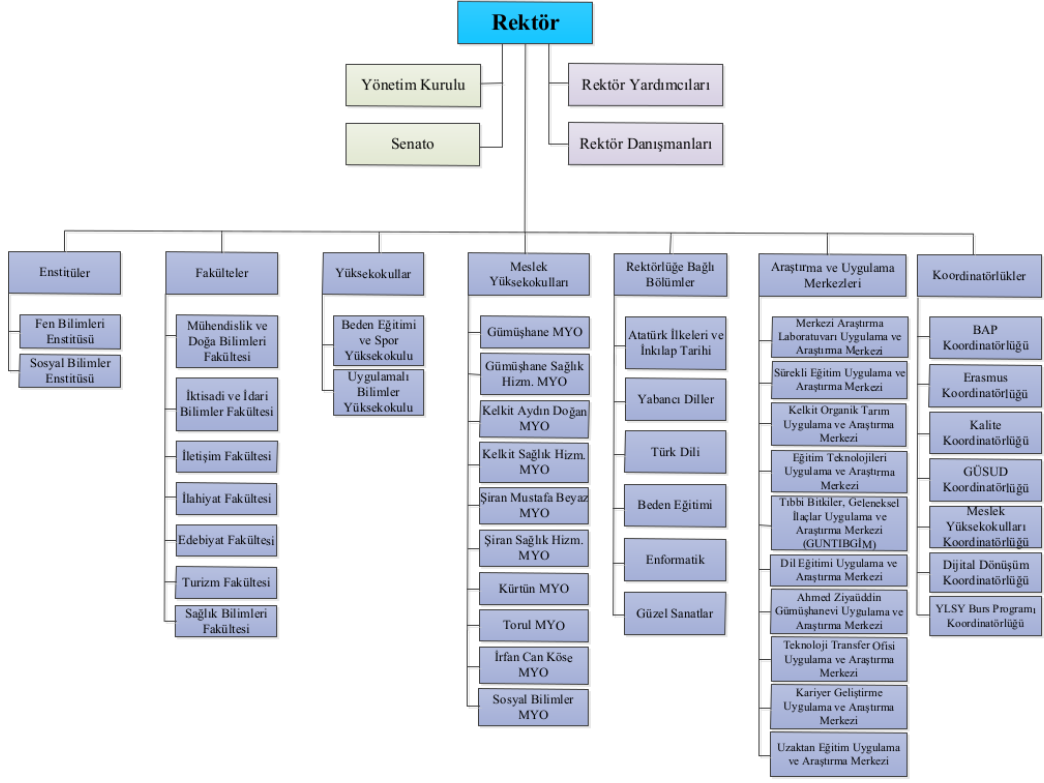 Rektör
Yönetim Kurulu
Rektör Yardımcıları
Senato
Rektör Danışmanları
Enstitüler
Fen Bilimleri
Enstitüsü
Sosyal Bilimler
Enstitüsü
Fakülteler
Mühendislik ve
Doğa Bilimleri
Fakültesi
İktisadi ve İdari
Bilimler Fakültesi
İletişim Fakültesi
İlahiyat Fakültesi
Edebiyat Fakültesi
Turizm Fakültesi
Sağlık Bilimleri
Fakültesi
Yüksekokullar
Beden Eğitimi
ve Spor
Yüksekokulu
Uygulamalı
Bilimler
Yüksekokulu
Meslek
Yüksekokulları
Gümüşhane MYO
Gümüşhane Sağlık
Hizm. MYO
Kelkit Aydın Doğan
MYO
Kelkit Sağlık Hizm.
MYO
Şiran Mustafa Beyaz
MYO
Şiran Sağlık Hizm.
MYO
Kürtün MYO
Torul MYO
İrfan Can Köse
MYO
Sosyal Bilimler
MYO
Rektörlüğe Bağlı
Bölümler
Atatürk İlkeleri ve
İnkılap Tarihi
Yabancı Diller
Türk Dili
Beden Eğitimi
Enformatik
Güzel Sanatlar
Araştırma ve Uygulama
Merkezleri
Merkezi Araştırma
Laboratuvarı Uygulama ve
Araştırma Merkezi
Sürekli Eğitim Uygulama ve
Araştırma Merkezi
Kelkit Organik Tarım
Uygulama ve Araştırma
Merkezi
Eğitim Teknolojileri
Uygulama ve Araştırma
Merkezi
Tıbbi Bitkiler, Geleneksel
İlaçlar Uygulama ve
Araştırma Merkezi
(GUNTIBGİM)
Dil Eğitimi Uygulama ve
Araştırma Merkezi
Ahmed Ziyaüddin
Gümüşhanevi Uygulama ve
Araştırma Merkezi
Teknoloji Transfer Ofisi
Uygulama ve Araştırma
Merkezi
Kariyer Geliştirme
Uygulama ve Araştırma
Merkezi
Uzaktan Eğitim Uygulama
ve Araştırma Merkezi
Koordinatörlükler
BAP
Koordinatörlüğü
Erasmus
Koordinatörlüğü
Kalite
Koordinatörlüğü
GÜSUD
Koordinatörlüğü
Meslek
Yüksekokulları
Koordinatörlüğü
Dijital Dönüşüm
Koordinatörlüğü
YLSY Burs Programı
Koordinatörlüğü